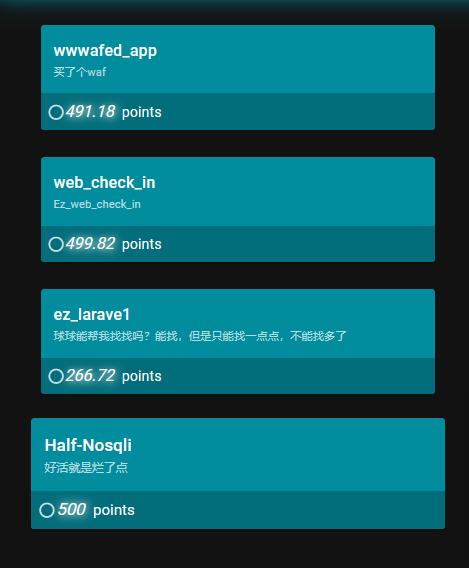 wwwafed_app
买了个waf
491.18 points
web_check_in
Ez_web_check_in
499.82 points
ez_larave1
球球能帮我找找吗？能找，但是只能找一点点，不能找多了
266.72 points
Half-Nosqli
好活就是烂了点
500 points